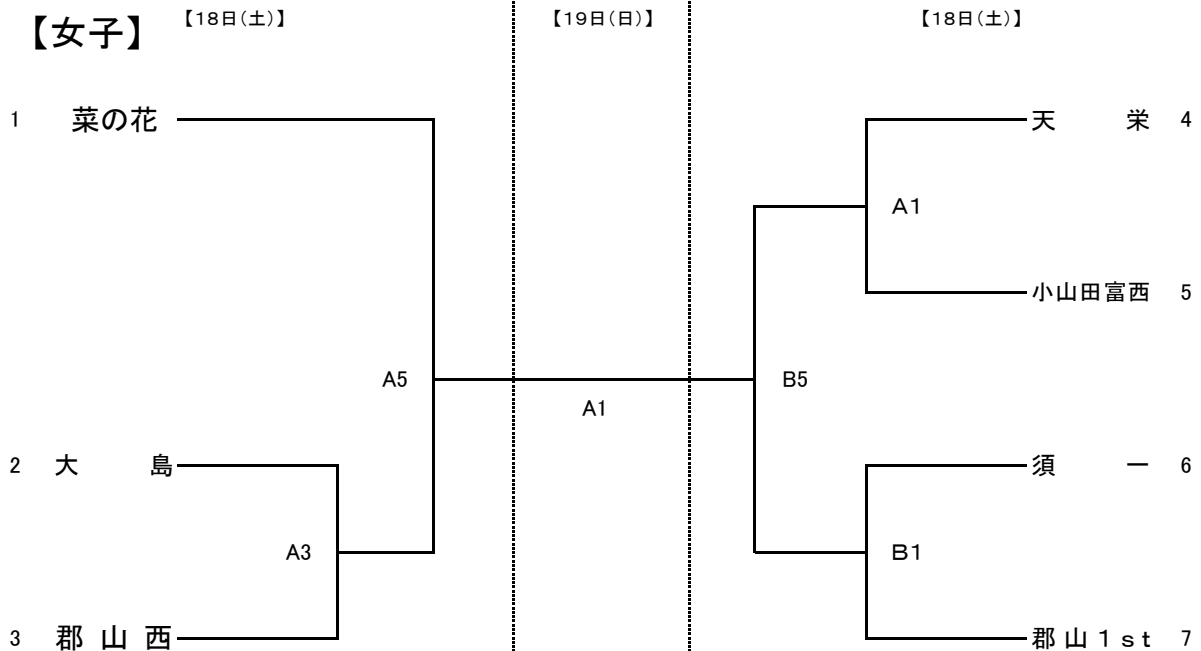 【女子】 【18日(土)】 【19日(日)】 【18日(土)】
1 菜の花 天 栄 4
A1
小山田富西 5
A5 B5
A1
2 大 島 須 一 6
A3 B1
3 郡 山 西 郡 山 1 s t 7